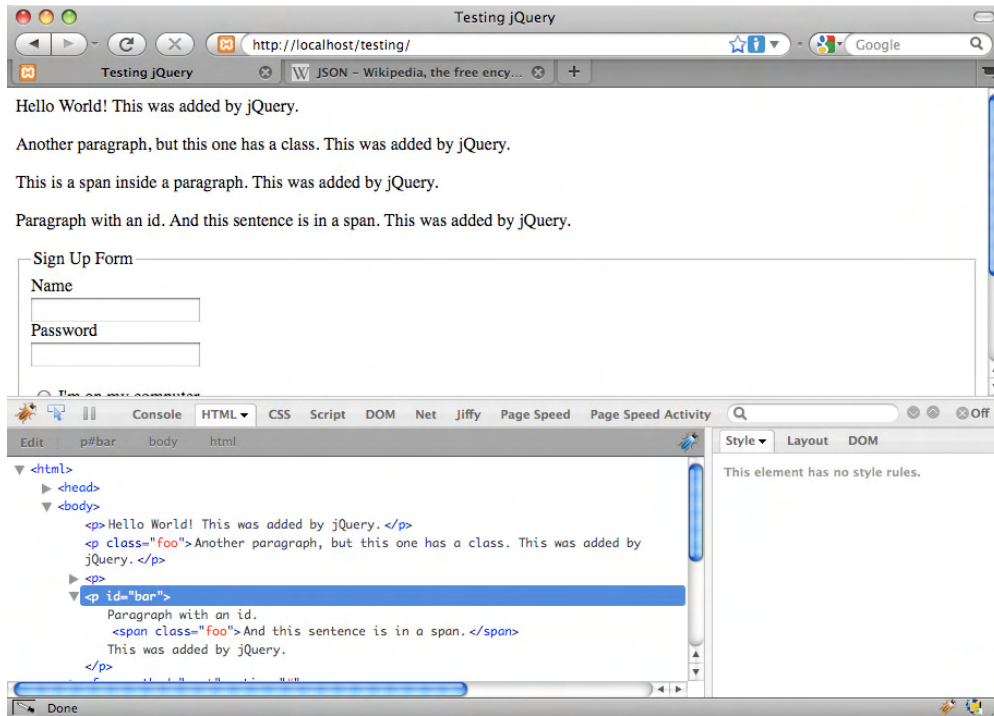 Testing jQuery
http://localhost/testing/
Google
Testing jQuery
W JSON – Wikipedia, the free ency...
+
Hello World! This was added by jQuery.
Another paragraph, but this one has a class. This was added by jQuery.
This is a span inside a paragraph. This was added by jQuery.
Paragraph with an id. And this sentence is in a span. This was added by jQuery.
Sign Up Form
Name
Password
I'm on my computer
Console HTML CSS Script DOM Net Jiffy Page Speed Page Speed Activity Off
Edit p#bar body html
Style Layout DOM
This element has no style rules.
<html>
<head>
<body>
<p>Hello World! This was added by jQuery.</p>
<p class="foo">Another paragraph, but this one has a class. This was added by
jQuery.</p>
<p>
<p id="bar">
Paragraph with an id.
<span class="foo">And this sentence is in a span.</span>
This was added by jQuery.
</p>
Done